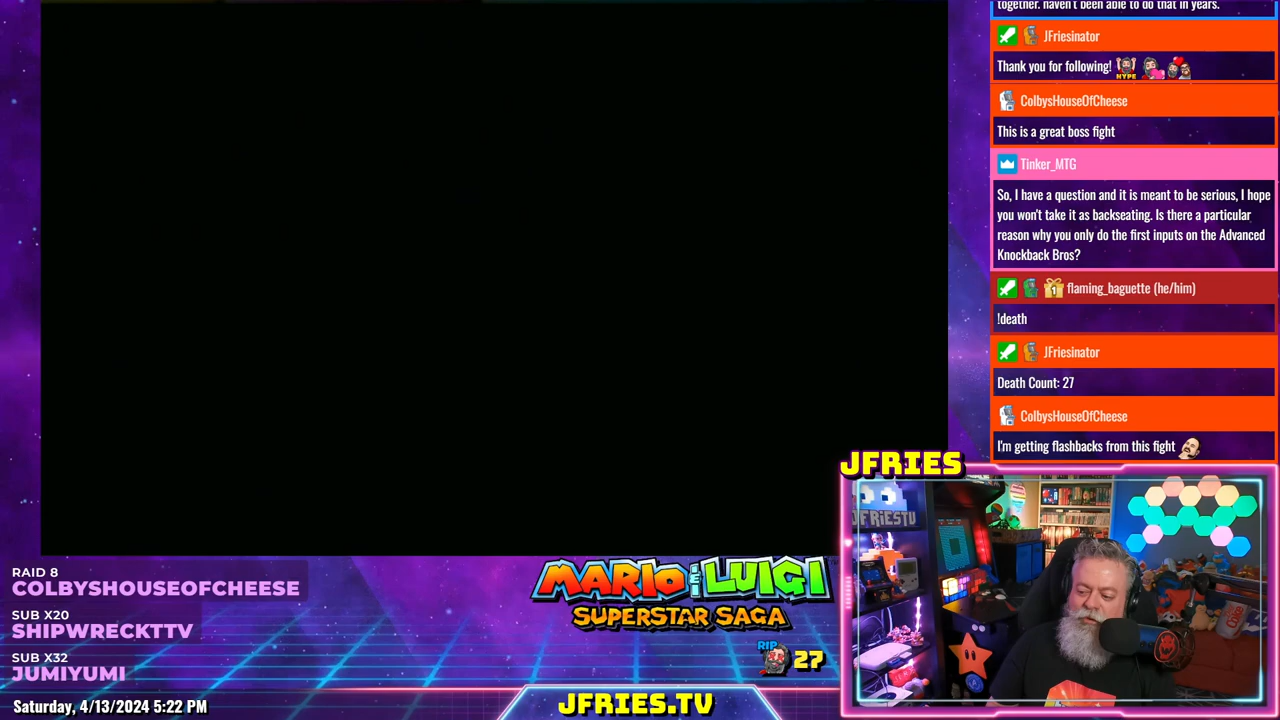 together. haven't been able to do that in years.
JFriesinator
Thank you for following! HYPE
ColbysHouseOfCheese
This is a great boss fight
Tinker_MTG
So, I have a question and it is meant to be serious, I hope
you won't take it as backseating. Is there a particular
reason why you only do the first inputs on the Advanced
Knockback Bros?
1 flaming_baguette (he/him)
!death
JFriesinator
Death Count: 27
ColbysHouseOfCheese
I'm getting flashbacks from this fight
JFRIES
JFRIESTV
RAID 8
COLBYSHOUSEOFCHEESE
SUB X20
SHIPWRECKTTV
SUB X32
JUMIYUMI
Saturday, 4/13/2024 5:22 PM
MARIO & LUIGI
SUPERSTAR SAGA
RIP 27
JFRIES.TV